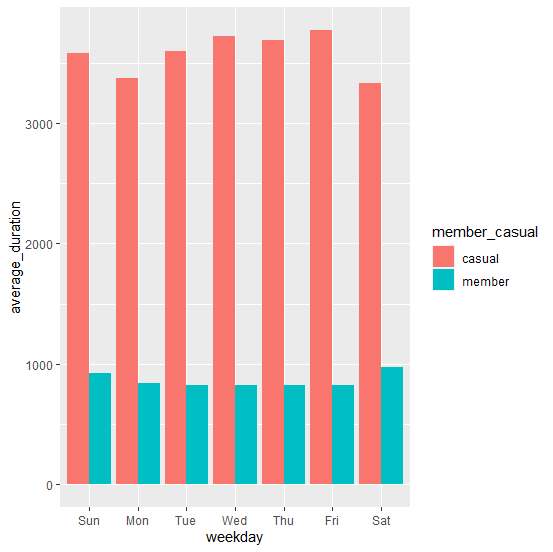 average_duration
3000
2000
1000
0
Sun Mon Tue Wed Thu Fri Sat
weekday
member_casual
casual
member